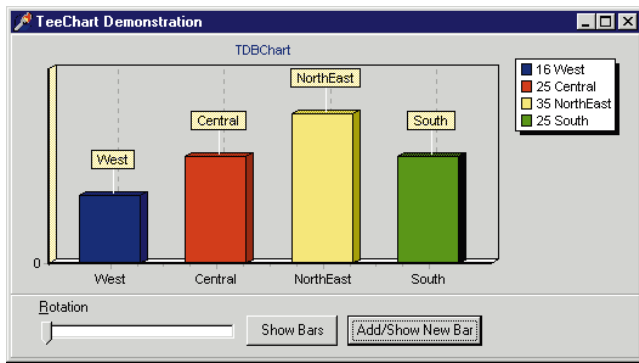 TeeChart Demonstration
TDBChart
NorthEast
Central
South
West
16 West
25 Central
35 NorthEast
25 South
0
West Central NorthEast South
Rotation
Show Bars Add/Show New Bar